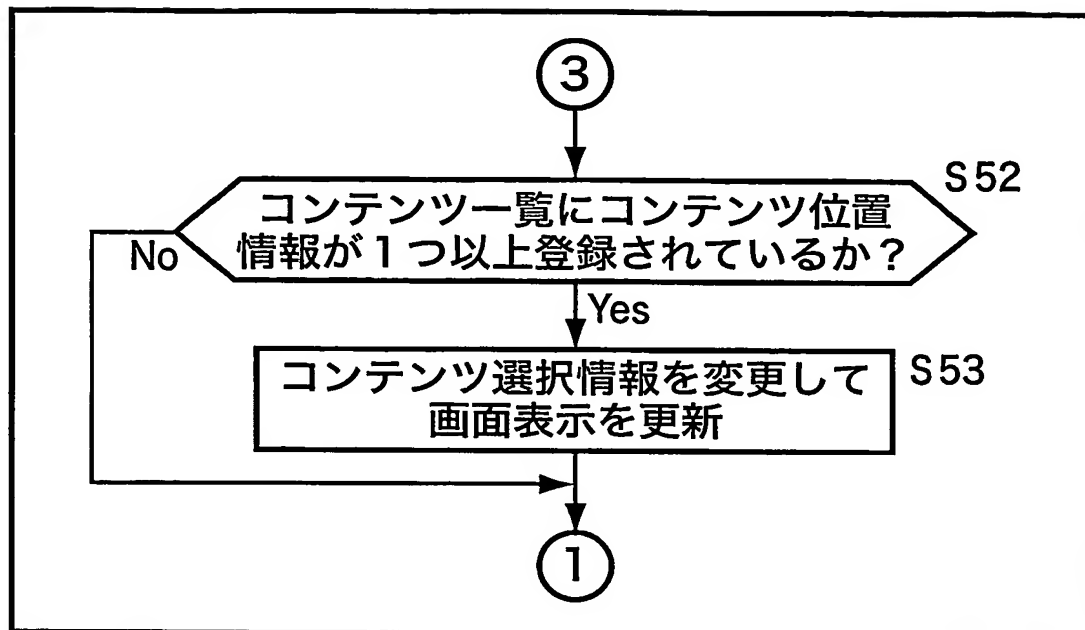 3
S52
コンテンツ一覧にコンテンツ位置
情報が1つ以上登録されているか？
No
Yes
S53
コンテンツ選択情報を変更して
画面表示を更新
1